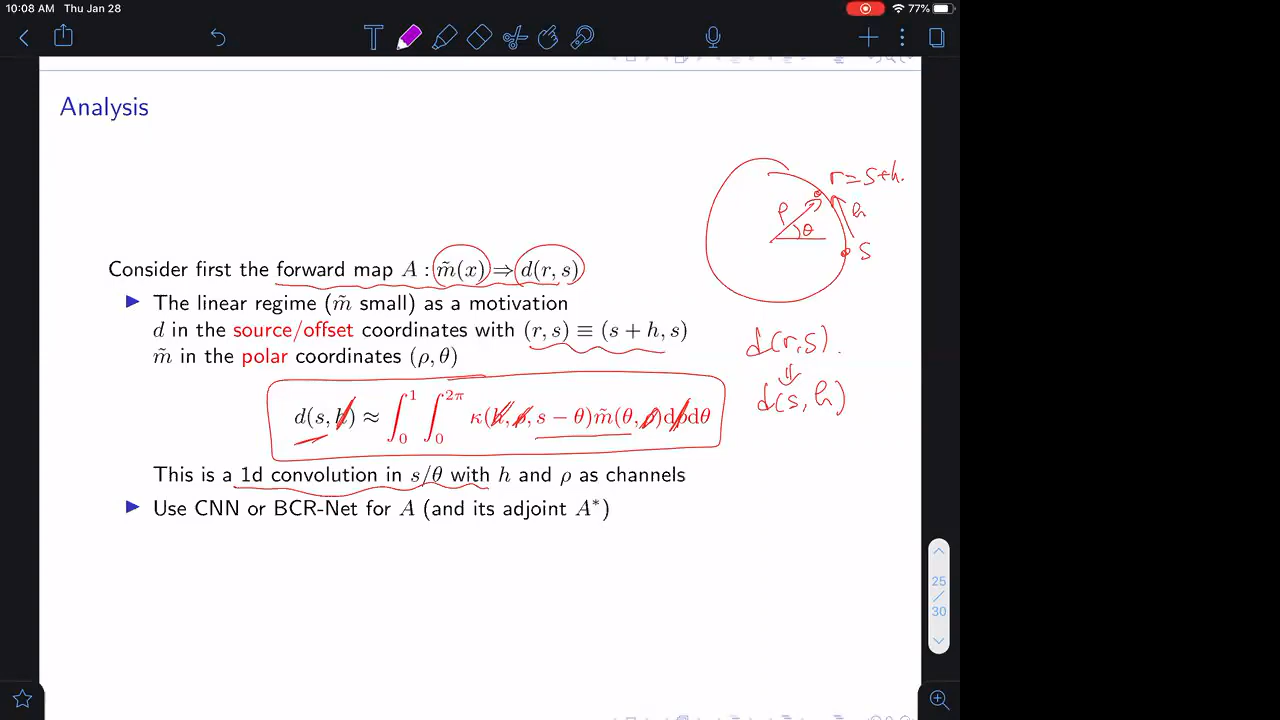 10:08 AM Thu Jan 28
77%
Analysis
r=s+h.
ρ
θ
h
s
Consider first the forward map A : m̃(x) ⇒ d(r, s)
▶ The linear regime (m̃ small) as a motivation
d in the source/offset coordinates with (r, s) ≡ (s + h, s)
m̃ in the polar coordinates (ρ, θ)
d(r,s).
⇓
d(s, h)
d(s, h) ≈ ∫₀¹ ∫₀²π κ(h, ρ, s − θ)m̃(θ, ρ)dρdθ
This is a 1d convolution in s/θ with h and ρ as channels
▶ Use CNN or BCR-Net for A (and its adjoint A*)
25
/
30